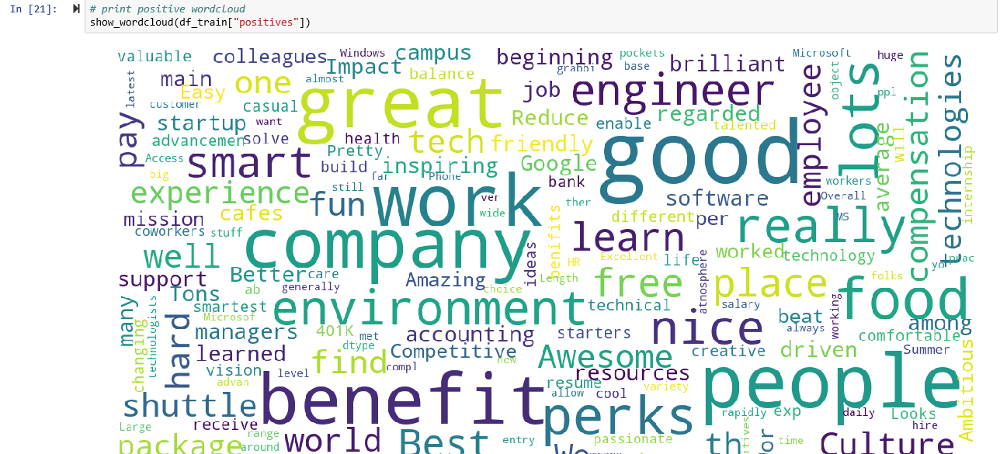 In [21]:
# print positive wordcloud
show_wordcloud(df_train["positives"])
valuable colleagues Windows campus beginning pockets Microsoft huge
Impact grabbi base brilliant
latest main almost balance job engineer employee object lots compensation technologies
Easy one great ppl
customer casual Reduce enable regarded talented
pay startup want
advancemen solve health tech friendly good average will
Access Pretty Google internship
big smart build inspiring workers
experience fun still far Phone work bank software Overall
mission cafes ver wide ther different per MS
coworkers stuff company ideas benifits learn really
well HR Excellent life worked technology you
support Better care Amazing Length free atmosphere place folks
generally choice
many Tons ab food
technologists smartest environment technical salary
Microsof working beat among
changing hard managers 401K met accounting starters nice always comfortable
dtype
learned find Competitive new Awesome creative driven Summer Ambitious
vision compl resources
advan level benefit resume variety people
shuttle allow cool perks rapidly exp daily Looks
Large receive range hire
package around world Best entry passionate th time Culture
We